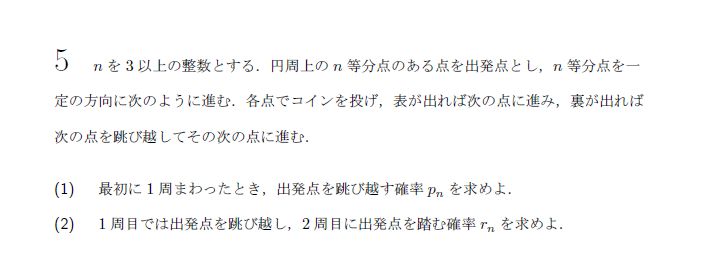 5 n を 3 以上の整数とする．円周上の n 等分点のある点を出発点とし，n 等分点を一
定の方向に次のように進む．各点でコインを投げ，表が出れば次の点に進み，裏が出れば
次の点を跳び越してその次の点に進む．
(1) 最初に 1 周まわったとき，出発点を跳び越す確率 pn を求めよ．
(2) 1 周目では出発点を跳び越し，2 周目に出発点を踏む確率 rn を求めよ．